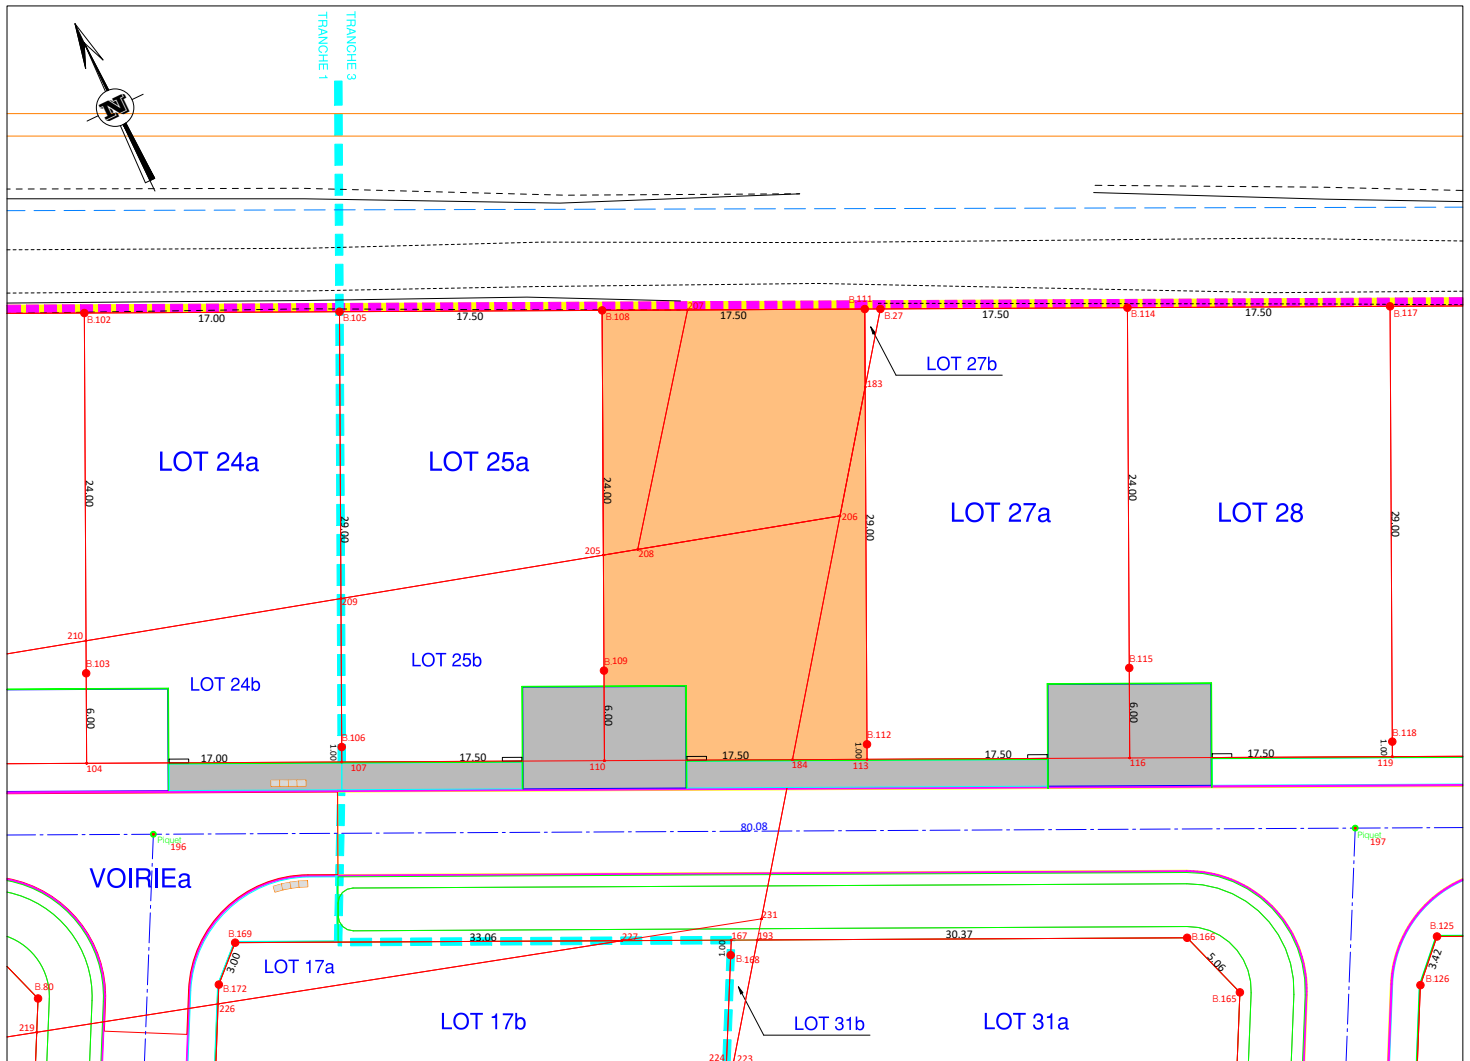 TRANCHE 1
TRANCHE 3
N
B.102
17.00
B.105
17.50
B.108
17.50
B.111
B.27
17.50
B.114
17.50
B.117
LOT 27b
183
LOT 24a
LOT 25a
24.00
29.00
24.00
29.00
24.00
29.00
LOT 27a
LOT 28
206
205
208
209
210
B.103
LOT 25b
B.109
B.115
LOT 24b
6.00
6.00
6.00
B.106
1.00
B.112
1.00
B.118
1.00
17.00
17.50
17.50
17.50
17.50
104
107
110
184
113
116
119
80.08
Piquet
196
Piquet
197
VOIRIEa
231
B.169
33.06
227
167
193
30.37
B.166
B.125
3.00
LOT 17a
1.00
B.168
5.06
3.42
B.172
B.80
B.165
B.126
226
219
LOT 17b
LOT 31b
LOT 31a
224
223